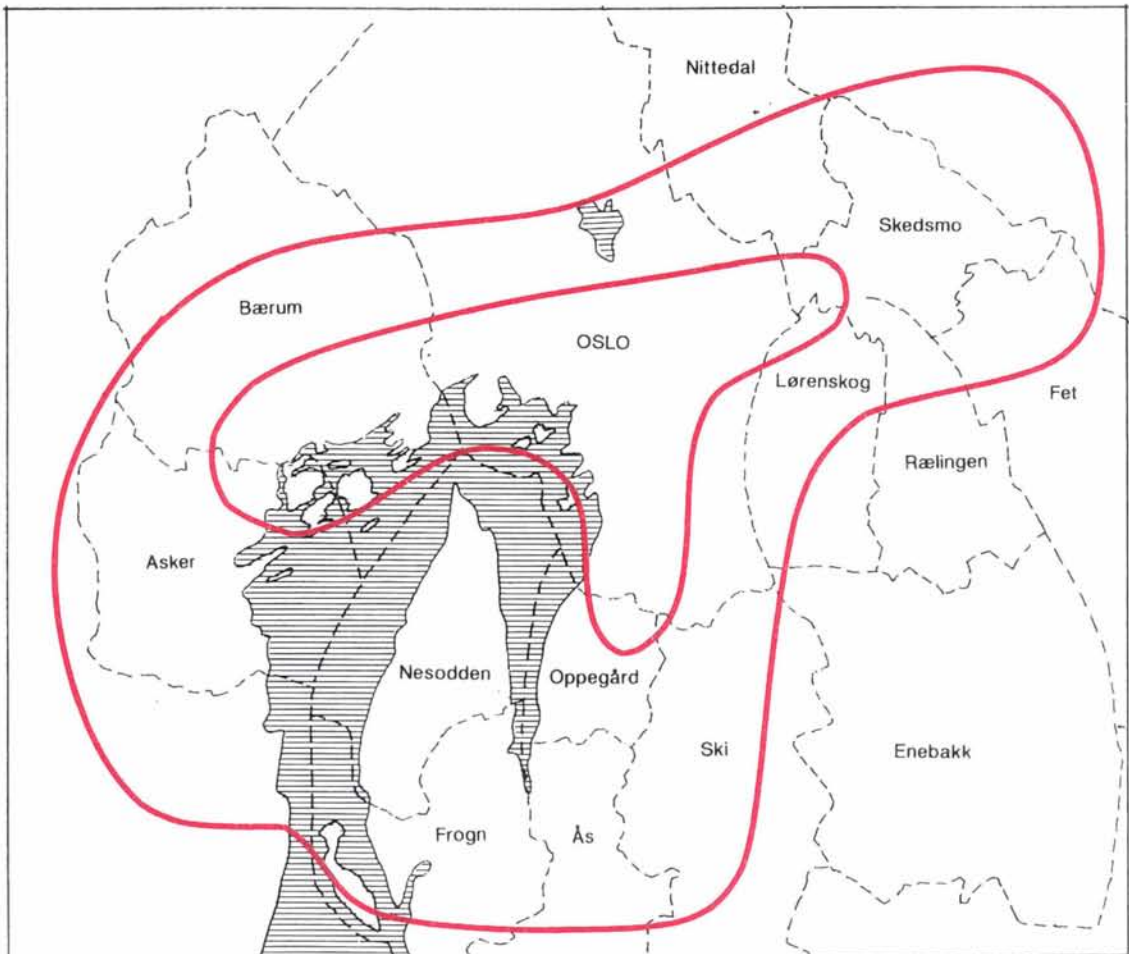 Nittedal
Skedsmo
Bærum
OSLO
Lørenskog
Fet
Rælingen
Asker
Nesodden
Oppegård
Ski
Enebakk
Frogn
Ås